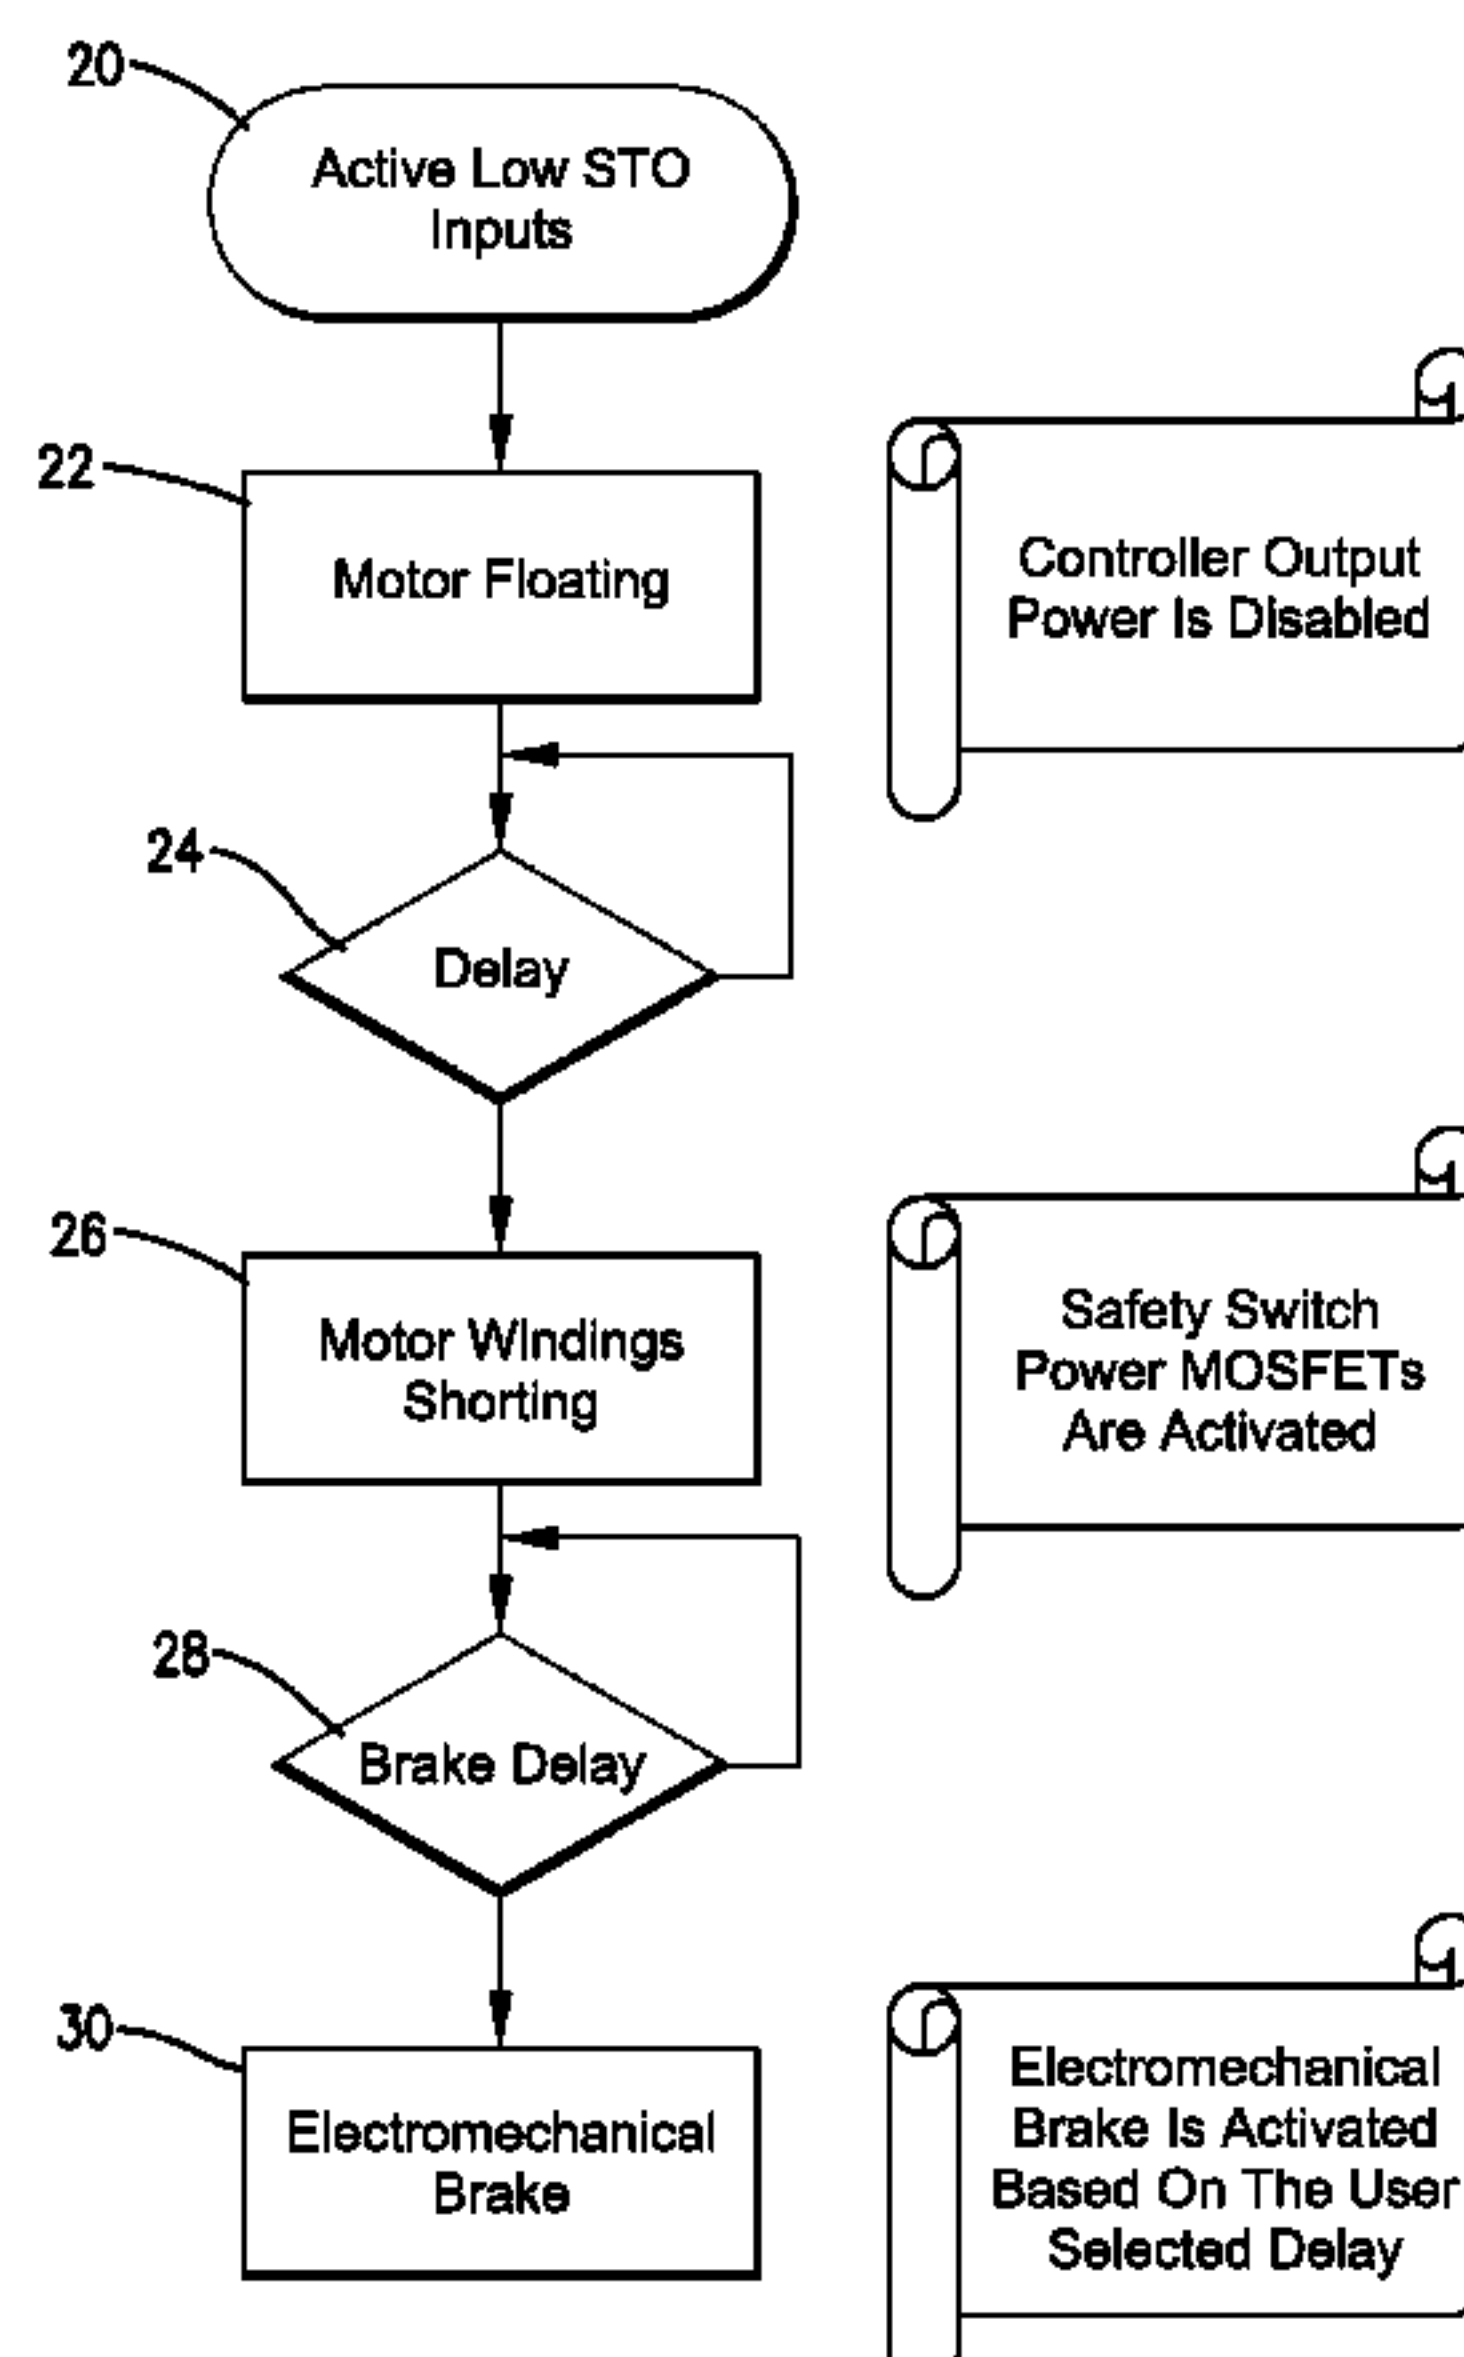 20
Active Low STO
Inputs
22
Motor Floating
Controller Output
Power Is Disabled
24
Delay
26
Motor Windings
Shorting
Safety Switch
Power MOSFETs
Are Activated
28
Brake Delay
30
Electromechanical
Brake
Electromechanical
Brake Is Activated
Based On The User
Selected Delay